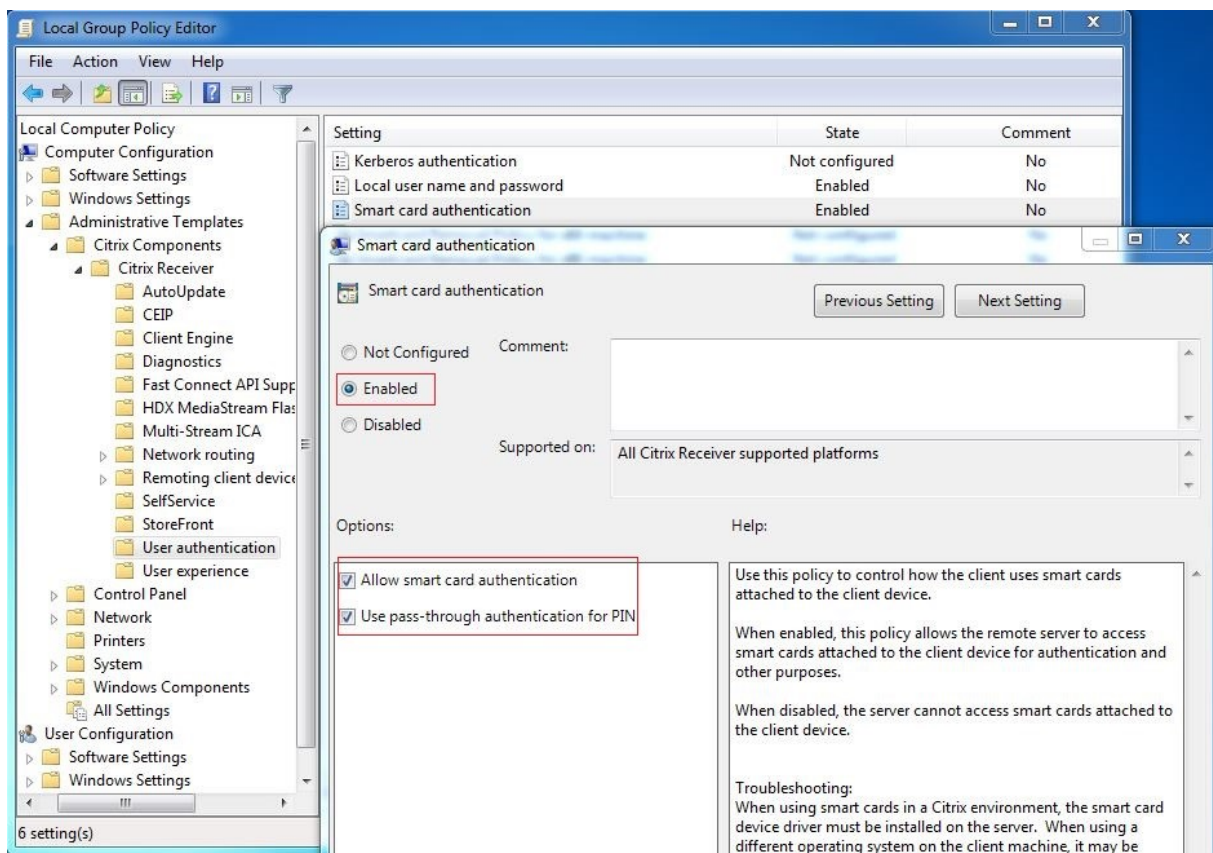 Local Group Policy Editor
File Action View Help
Local Computer Policy
Computer Configuration
Software Settings
Windows Settings
Administrative Templates
Citrix Components
Citrix Receiver
AutoUpdate
CEIP
Client Engine
Diagnostics
Fast Connect API Supp
HDX MediaStream Flas
Multi-Stream ICA
Network routing
Remoting client device
SelfService
StoreFront
User authentication
User experience
Control Panel
Network
Printers
System
Windows Components
All Settings
User Configuration
Software Settings
Windows Settings
6 setting(s)
Setting State Comment
Kerberos authentication Not configured No
Local user name and password Enabled No
Smart card authentication Enabled No
Smart card authentication
Smart card authentication
Previous Setting Next Setting
Not Configured
Enabled
Disabled
Comment:
Supported on: All Citrix Receiver supported platforms
Options:
Allow smart card authentication
Use pass-through authentication for PIN
Help:
Use this policy to control how the client uses smart cards
attached to the client device.
When enabled, this policy allows the remote server to access
smart cards attached to the client device for authentication and
other purposes.
When disabled, the server cannot access smart cards attached to
the client device.
Troubleshooting:
When using smart cards in a Citrix environment, the smart card
device driver must be installed on the server. When using a
different operating system on the client machine, it may be